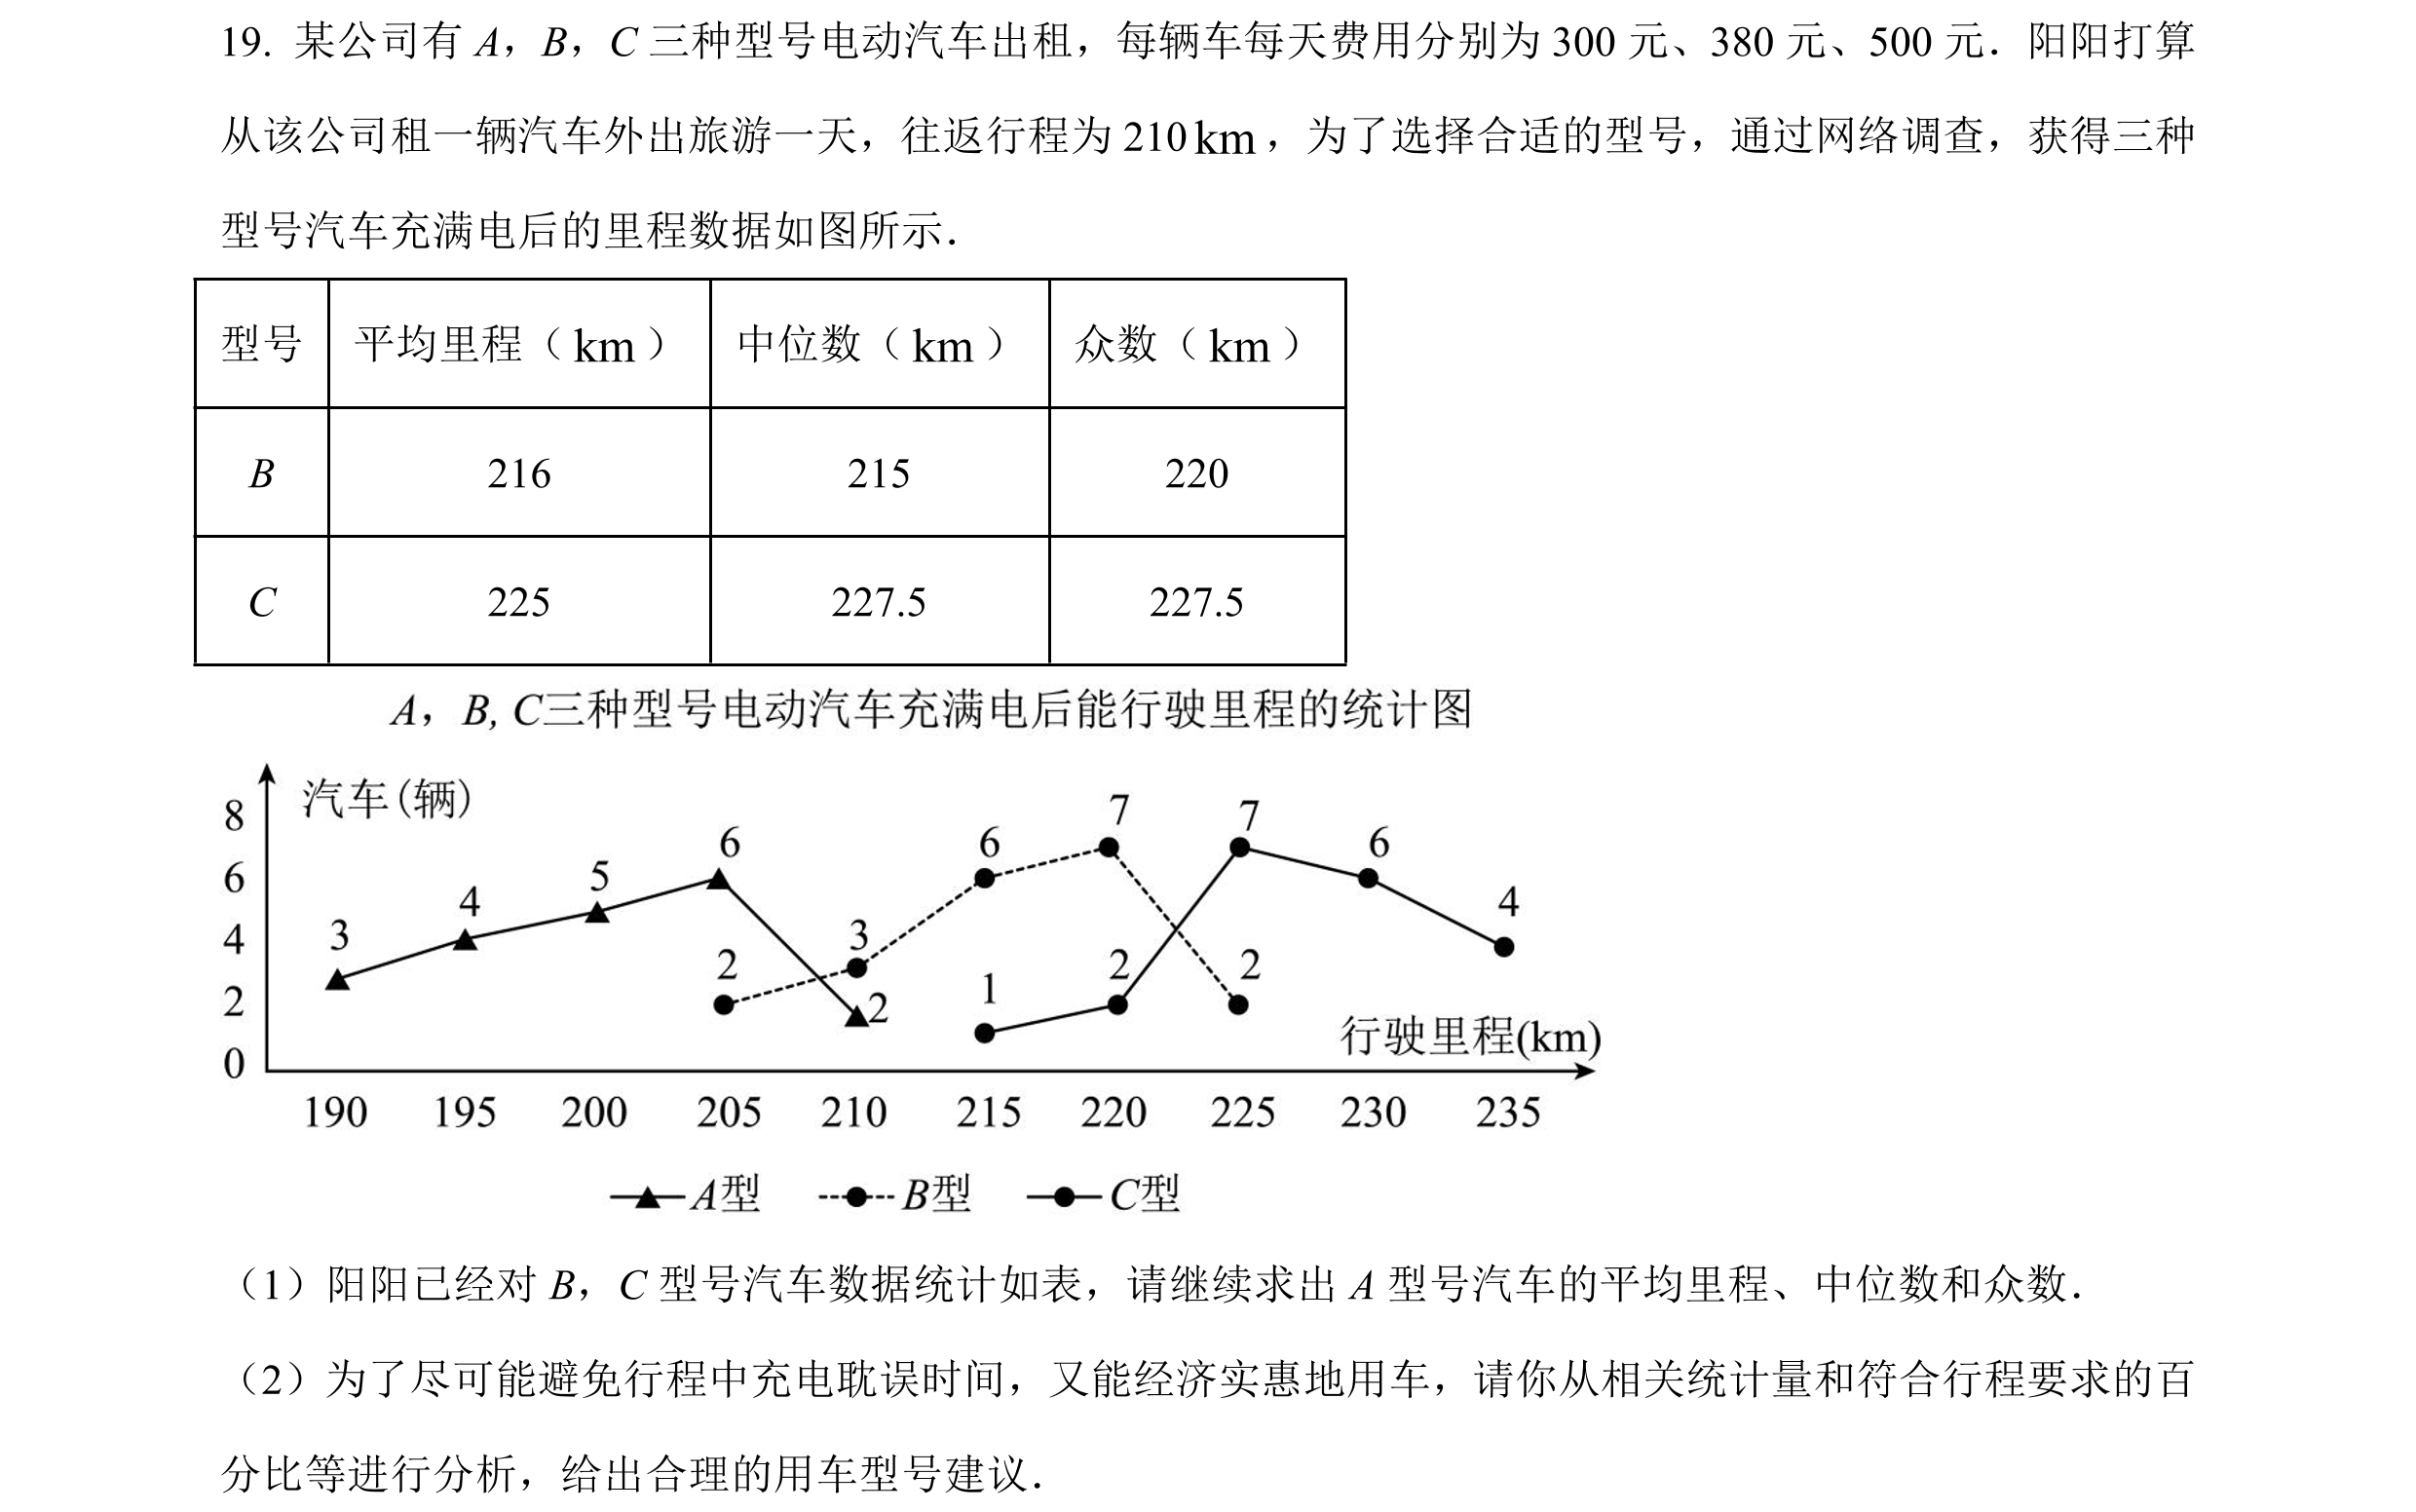 19. 某公司有 A，B，C 三种型号电动汽车出租，每辆车每天费用分别为 300 元、380 元、500 元．阳阳打算
从该公司租一辆汽车外出旅游一天，往返行程为 210 km，为了选择合适的型号，通过网络调查，获得三种
型号汽车充满电后的里程数据如图所示．
型号 平均里程（km） 中位数（km） 众数（km）
B 216 215 220
C 225 227.5 227.5
A，B, C三种型号电动汽车充满电后能行驶里程的统计图
汽车(辆)
8
6
4
2
0
3 4 5 6 2
2 3 6 7 2
1 2 7 6 4
行驶里程(km)
190 195 200 205 210 215 220 225 230 235
A型 B型 C型
（1）阳阳已经对 B，C 型号汽车数据统计如表，请继续求出 A 型号汽车的平均里程、中位数和众数．
（2）为了尽可能避免行程中充电耽误时间，又能经济实惠地用车，请你从相关统计量和符合行程要求的百
分比等进行分析，给出合理的用车型号建议．